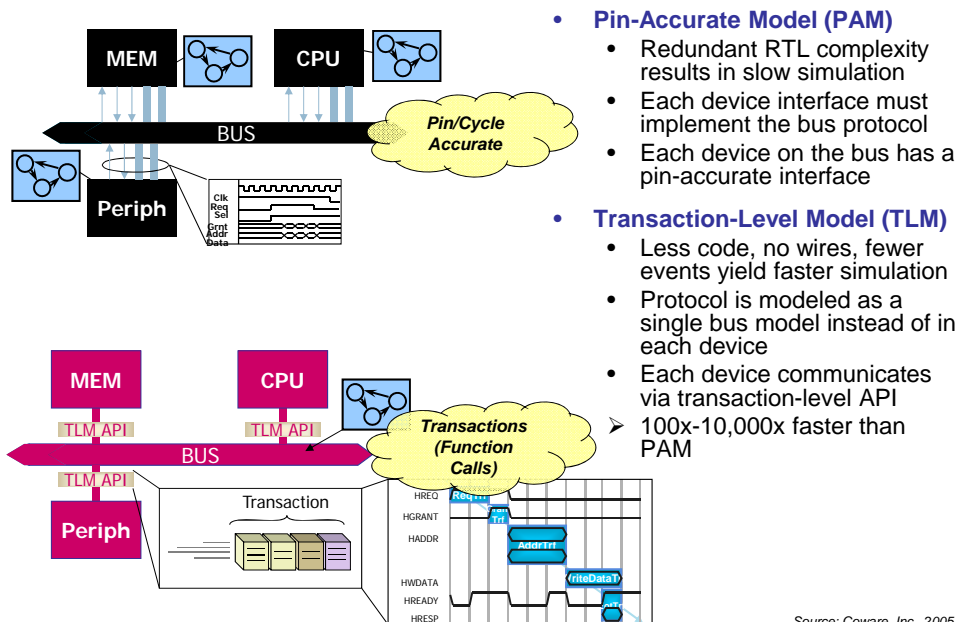 MEM
CPU
BUS
Periph
Pin/Cycle
Accurate
Clk
Req
Sel
Grnt
Addr
Data
• Pin-Accurate Model (PAM)
• Redundant RTL complexity
results in slow simulation
• Each device interface must
implement the bus protocol
• Each device on the bus has a
pin-accurate interface
• Transaction-Level Model (TLM)
• Less code, no wires, fewer
events yield faster simulation
• Protocol is modeled as a
single bus model instead of in
each device
• Each device communicates
via transaction-level API
➢ 100x-10,000x faster than
PAM
MEM
CPU
TLM API
TLM API
BUS
TLM API
Periph
Transactions
(Function
Calls)
Transaction
HREQ
ReqTrf
HGRANT
Trf
HADDR
AddrTrf
HWDATA
riteDataT
HREADY
HRESP
Source: Coware, Inc., 2005